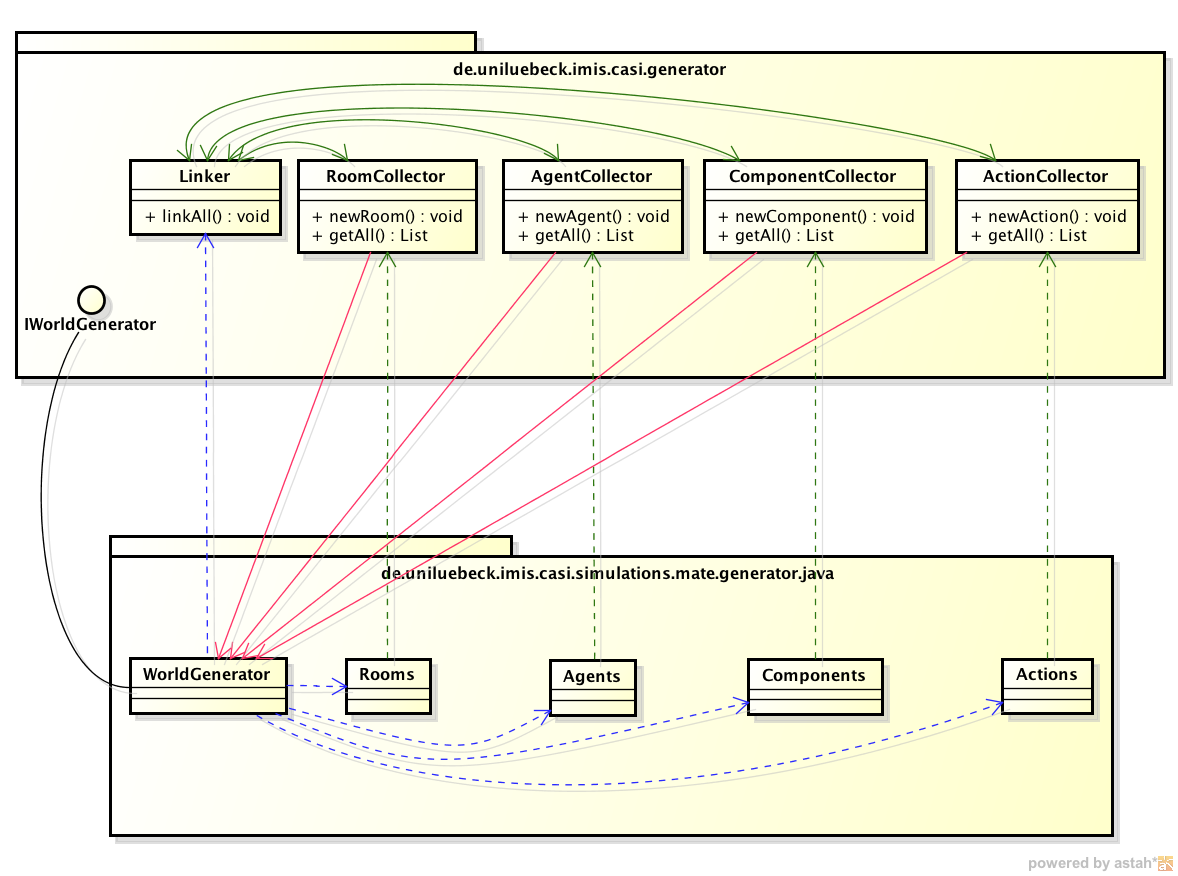 de.uniluebeck.imis.casi.generator
Linker
+ linkAll() : void
RoomCollector
+ newRoom() : void
+ getAll() : List
AgentCollector
+ newAgent() : void
+ getAll() : List
ComponentCollector
+ newComponent() : void
+ getAll() : List
ActionCollector
+ newAction() : void
+ getAll() : List
IWorldGenerator
de.uniluebeck.imis.casi.simulations.mate.generator.java
WorldGenerator
Rooms
Agents
Components
Actions
powered by astah*